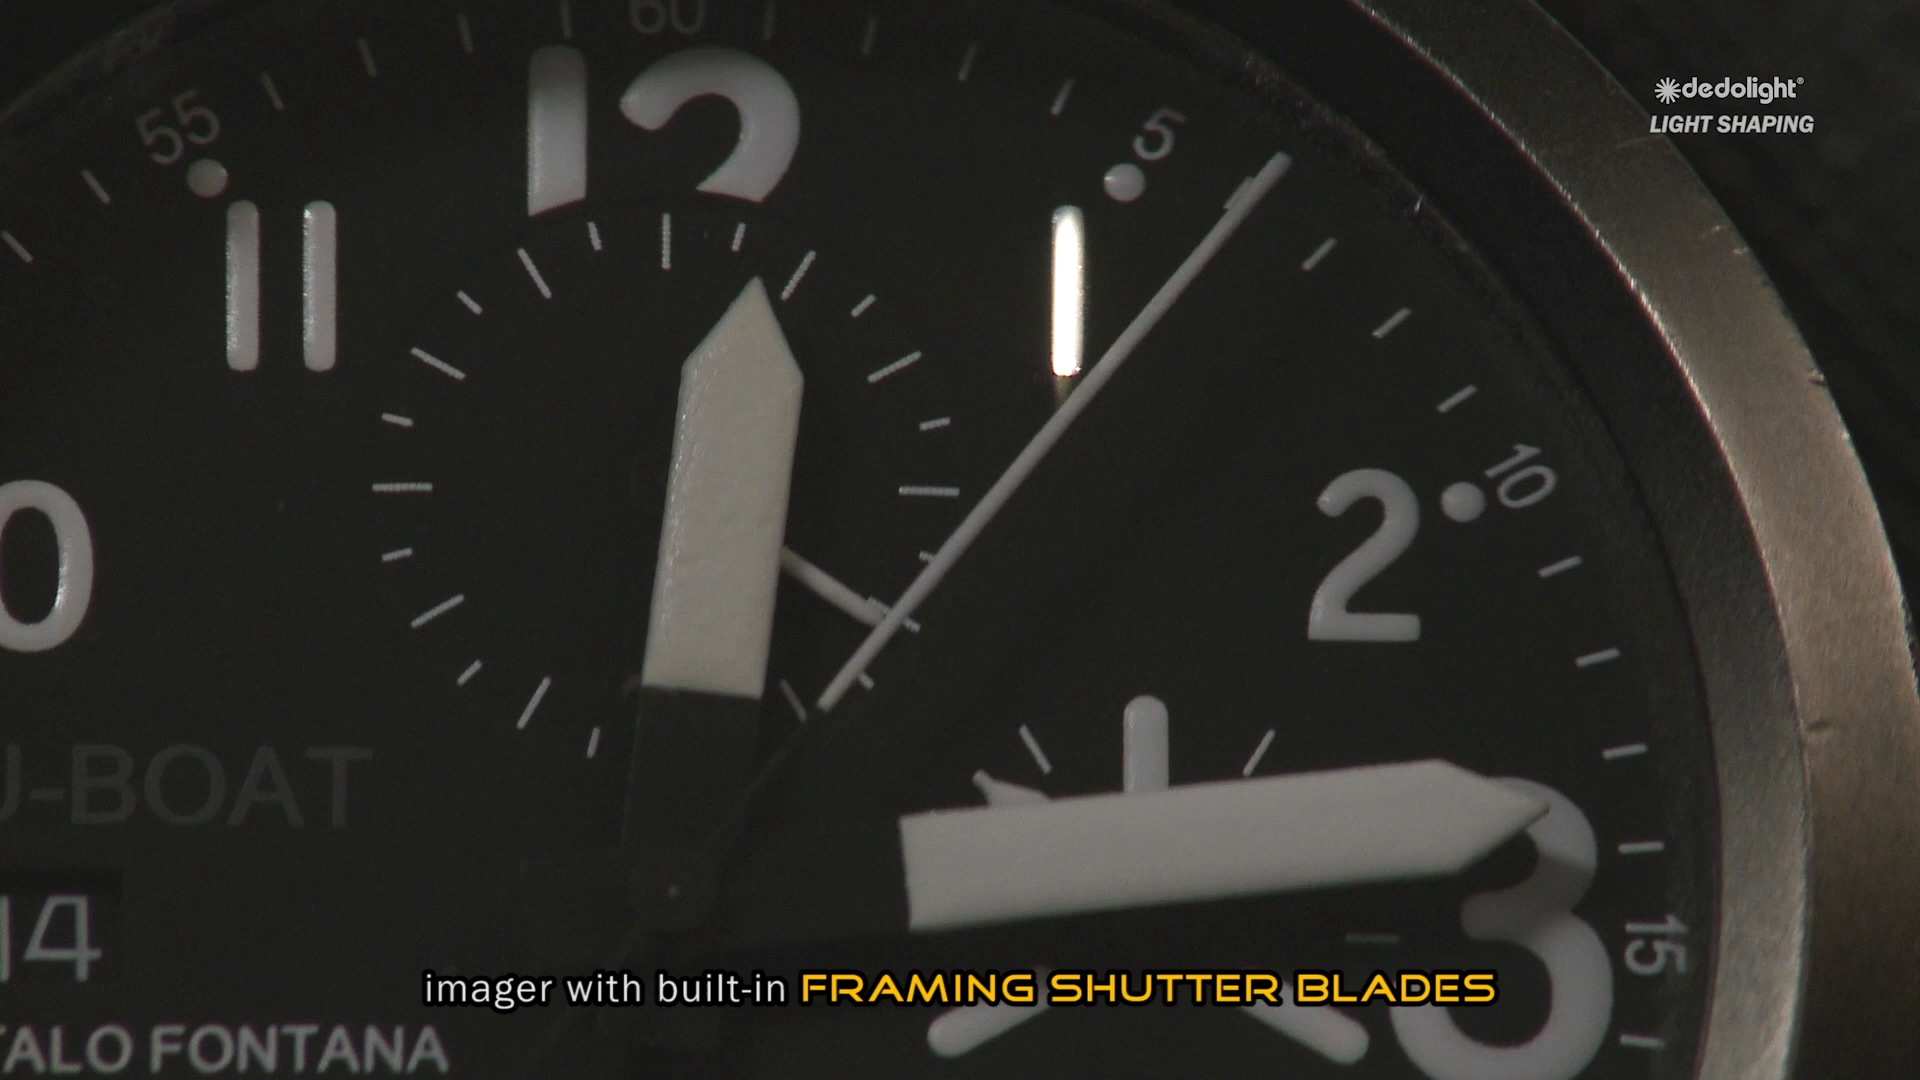 60
55
5
12
11
10
2
0
3
15
U-BOAT
14
ITALO FONTANA
dedolight®
LIGHT SHAPING
imager with built-in FRAMING SHUTTER BLADES